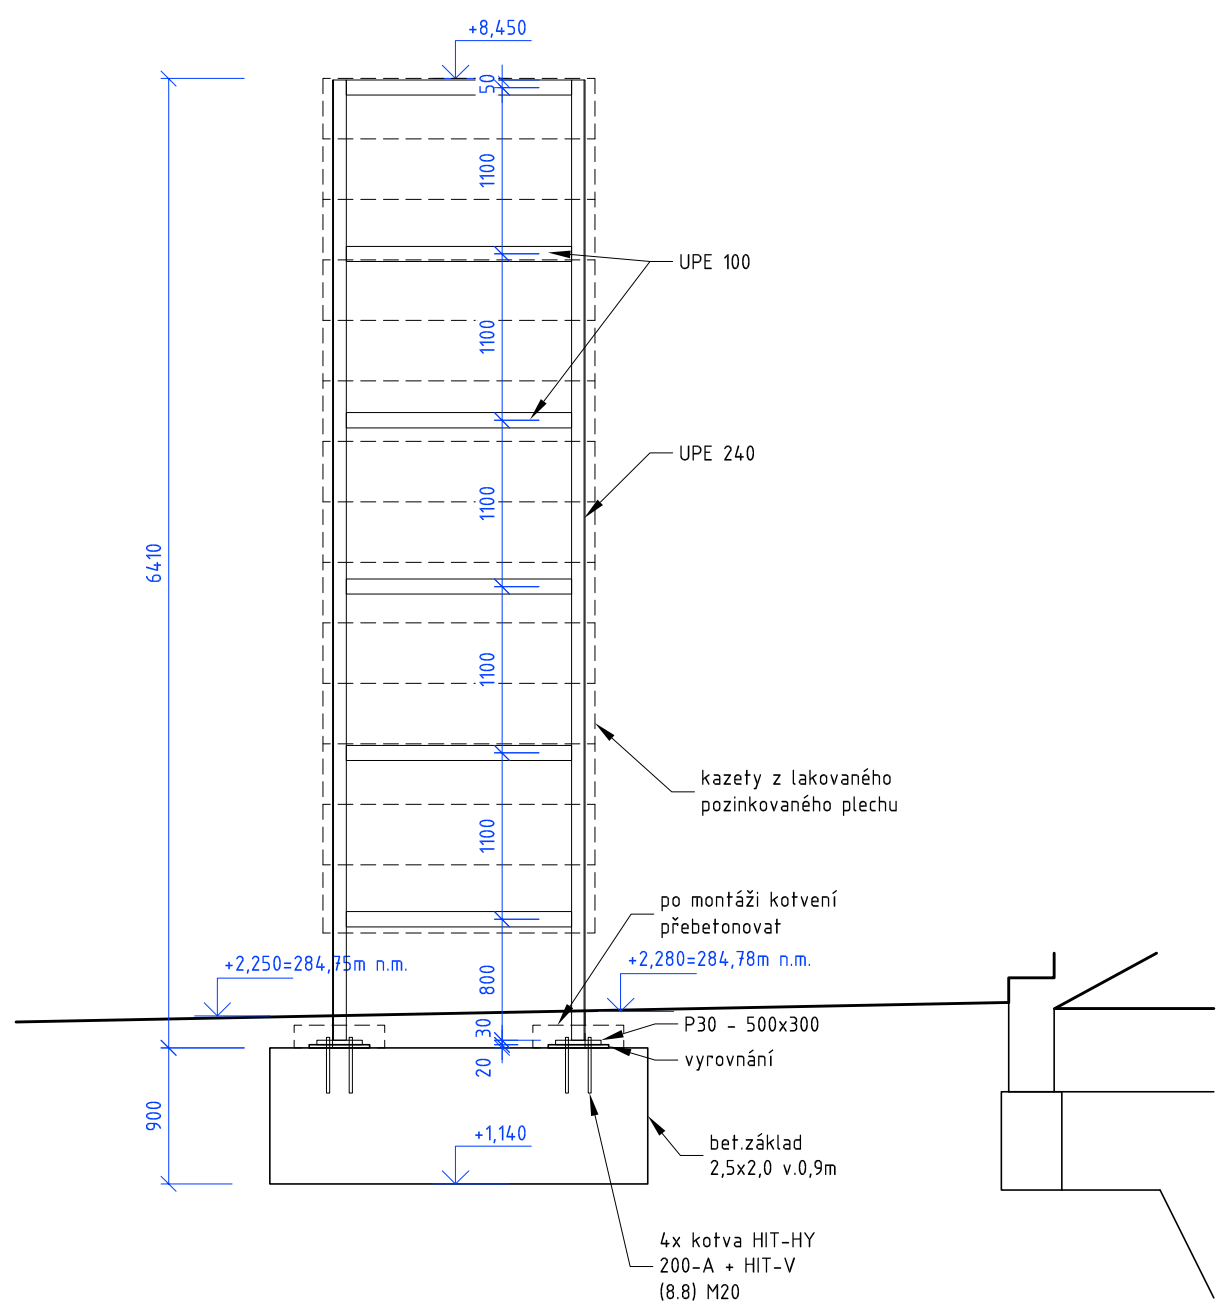 +8,450
50
1100
UPE 100
1100
UPE 240
1100
6410
1100
kazety z lakovaného
pozinkovaného plechu
1100
po montáži kotvení
přebetonovat
+2,250=284,75m n.m.
+2,280=284,78m n.m.
800
30
P30 - 500x300
20
vyrovnání
900
+1,140
bet.základ
2,5x2,0 v.0,9m
4x kotva HIT-HY
200-A + HIT-V
(8.8) M20